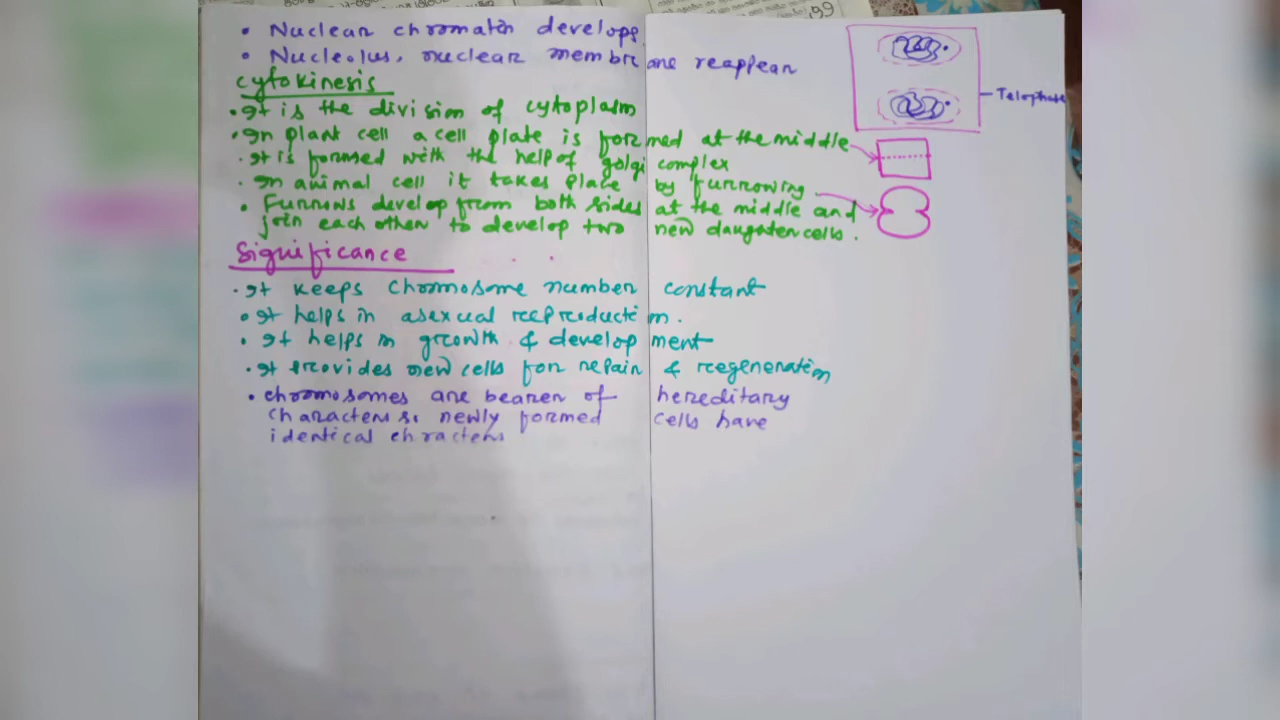 • Nuclear chromatin develops
• Nucleolus, nuclear membrane reappear
Cytokinesis
• It is the division of cytoplasm
• In plant cell a cell plate is formed at the middle
• It is formed with the help of golgi complex
• In animal cell it takes place by furrowing
• Furrows develop from both sides at the middle and
join each other to develop two new daughter cells.
Telophase
Significance
• It keeps chromosome number constant
• It helps in asexual reproduction.
• It helps in growth & development
• It provides new cells for repair & regeneration
• chromosomes are bearer of hereditary
characters. newly formed cells have
identical chracters